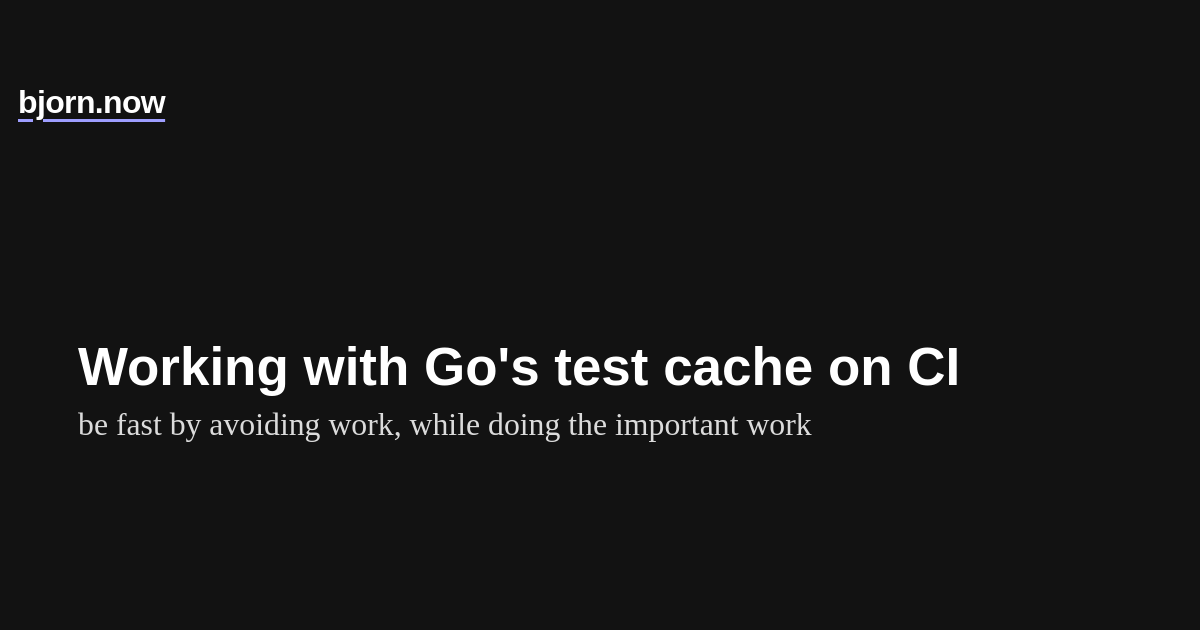 bjorn.now
Working with Go's test cache on CI
be fast by avoiding work, while doing the important work